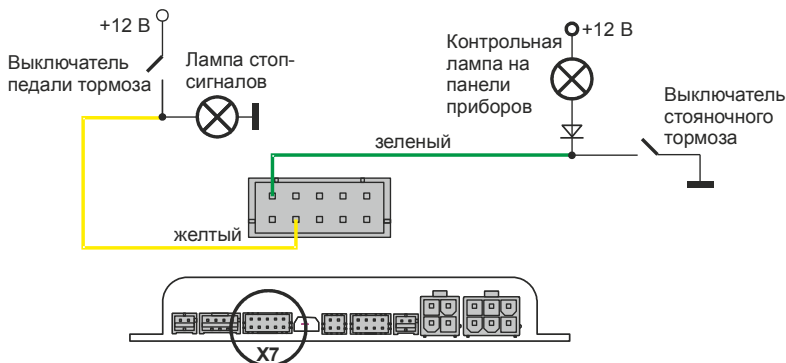 +12 В
Выключатель
педали тормоза
Лампа стоп-
сигналов
Контрольная
лампа на
панели
приборов
+12 В
Выключатель
стояночного
тормоза
зеленый
желтый
X7